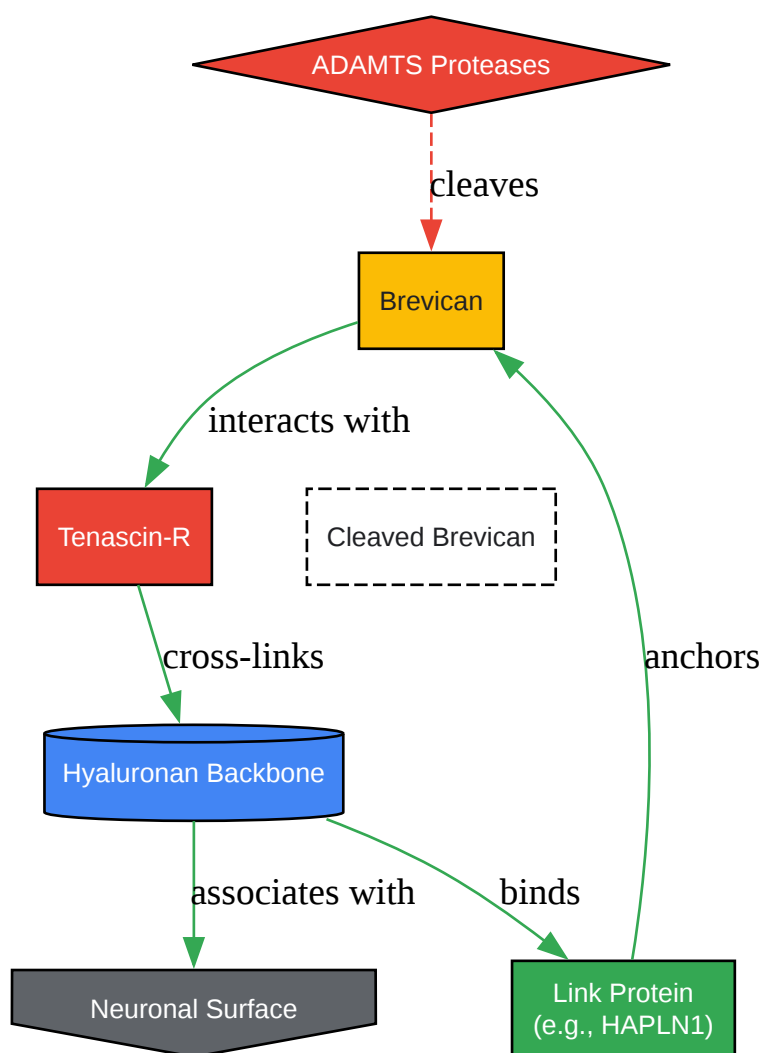 ADAMTS Proteases
cleaves
Brevican
interacts with
Tenascin-R
Cleaved Brevican
cross-links
anchors
Hyaluronan Backbone
associates with
binds
Neuronal Surface
Link Protein
(e.g., HAPLN1)